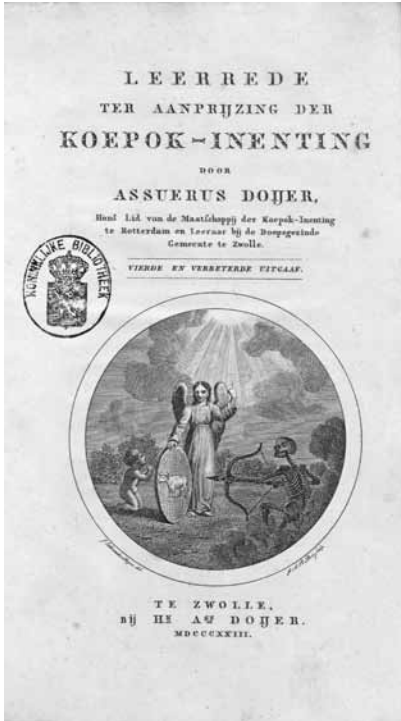 LEERREDE
TER AANPRIJZING DER
KOEPOK-INENTING
DOOR
ASSUERUS DOIJER,
Hon! Lid van de Maatschappij der Koepok-Inenting
te Rotterdam en Leeraar bij de Doopsgezinde
Gemeente te Zwolle.
VIERDE EN VERBETERDE UITGAAF.
KONINKLIJKE BIBLIOTHEEK
TE ZWOLLE,
BIJ HK AZ DOIJER.
MDCCCXXIII.